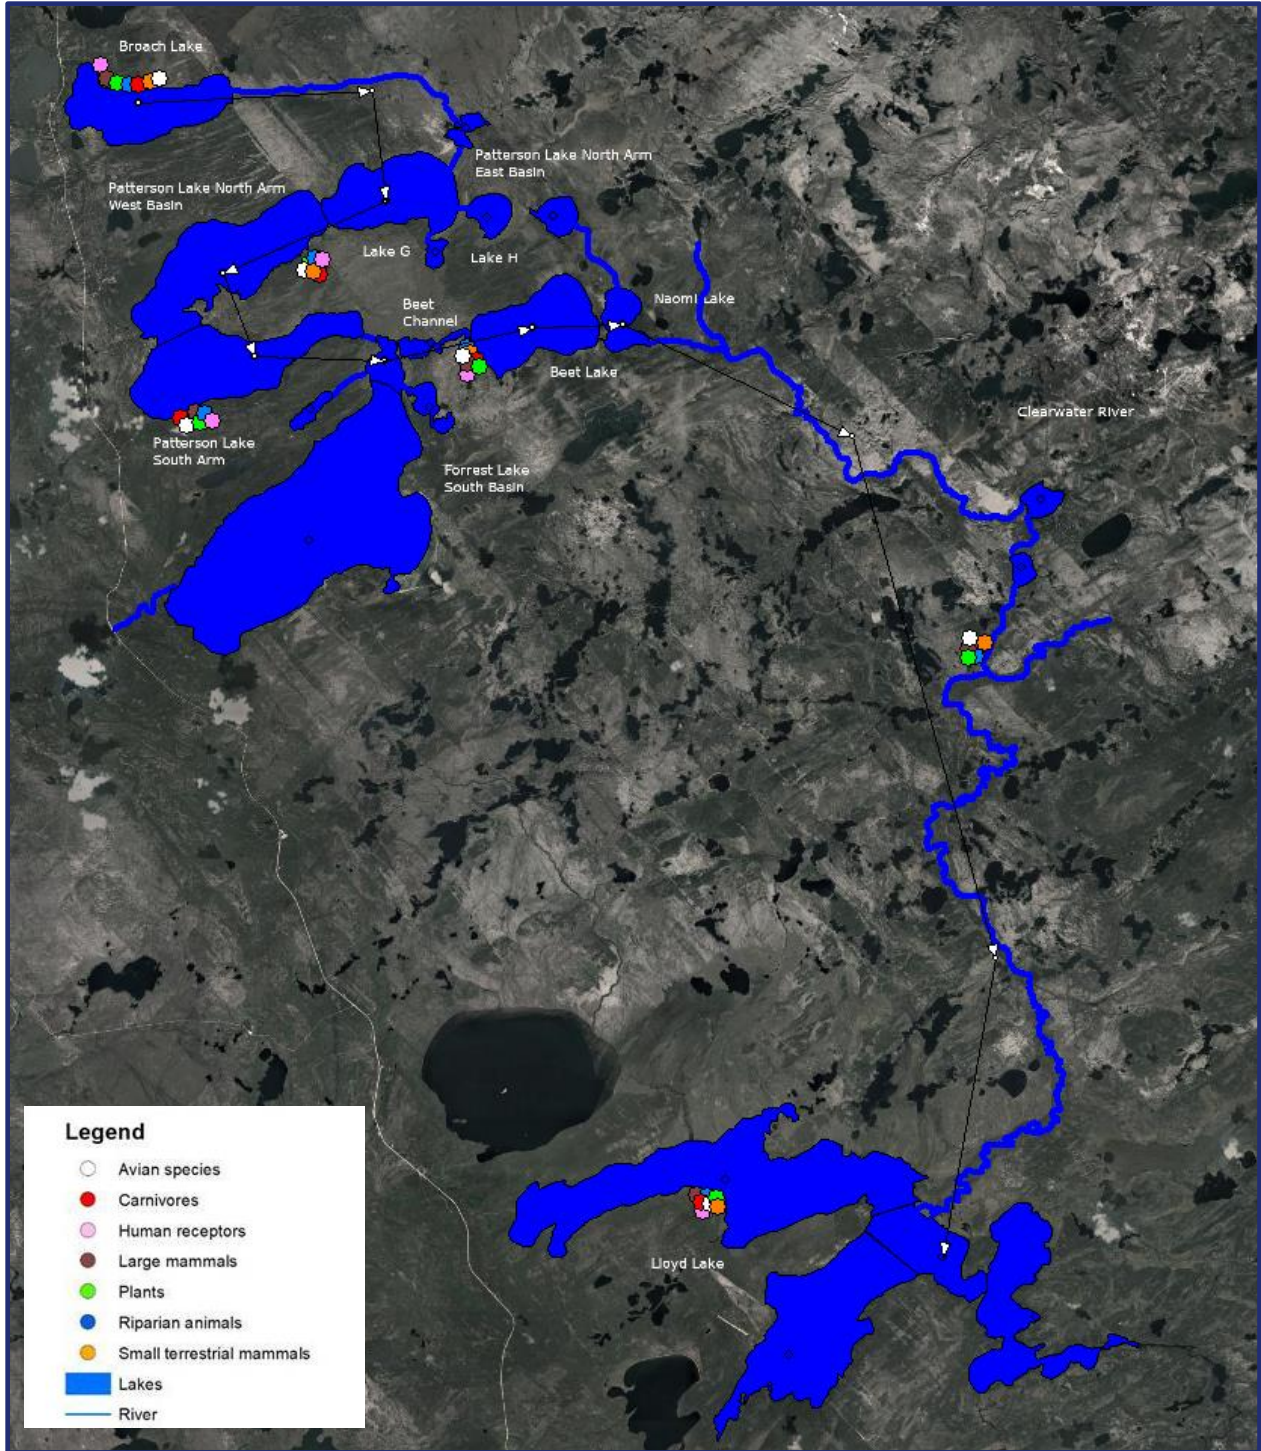 Broach Lake
Patterson Lake North Arm
East Basin
Patterson Lake North Arm
West Basin
Lake G
Lake H
Beet
Channel
Naomi Lake
Beet Lake
Clearwater River
Patterson Lake
South Arm
Forrest Lake
South Basin
Lloyd Lake
Legend
Avian species
Carnivores
Human receptors
Large mammals
Plants
Riparian animals
Small terrestrial mammals
Lakes
River